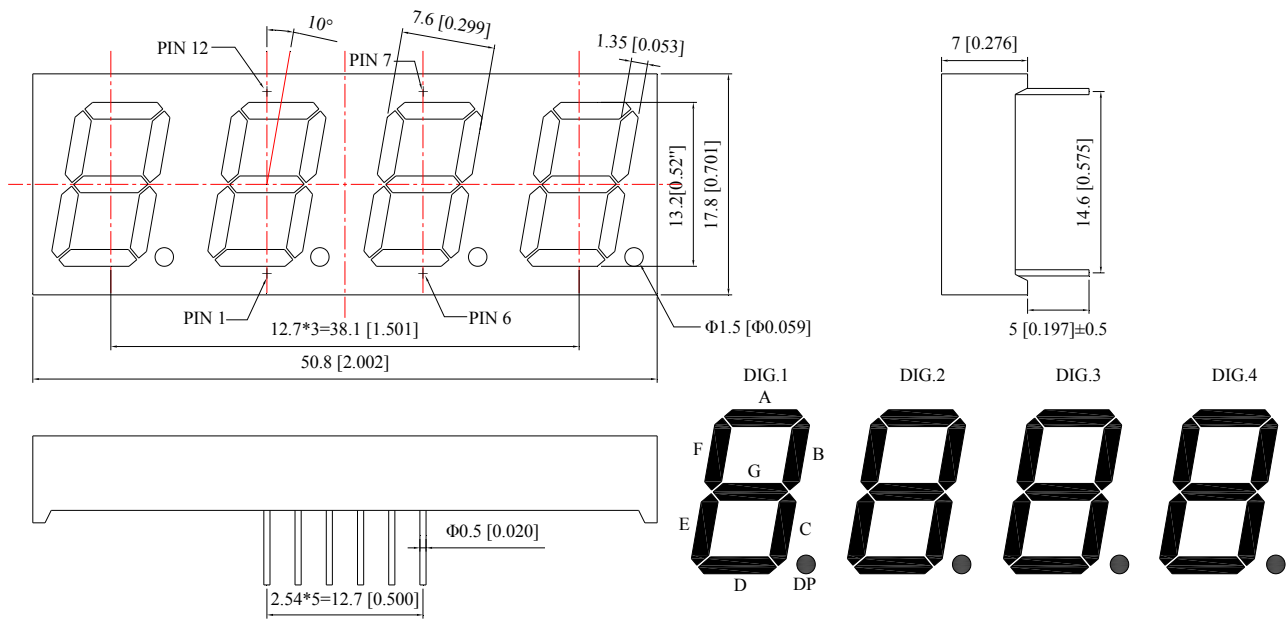 10°
7.6 [0.299]
PIN 12
PIN 7
1.35 [0.053]
7 [0.276]
13.2[0.52"]
17.8 [0.701]
14.6 [0.575]
PIN 1
PIN 6
12.7*3=38.1 [1.501]
Φ1.5 [Φ0.059]
5 [0.197]±0.5
50.8 [2.002]
DIG.1
DIG.2
DIG.3
DIG.4
A
F
B
G
E
C
D
DP
Φ0.5 [0.020]
2.54*5=12.7 [0.500]